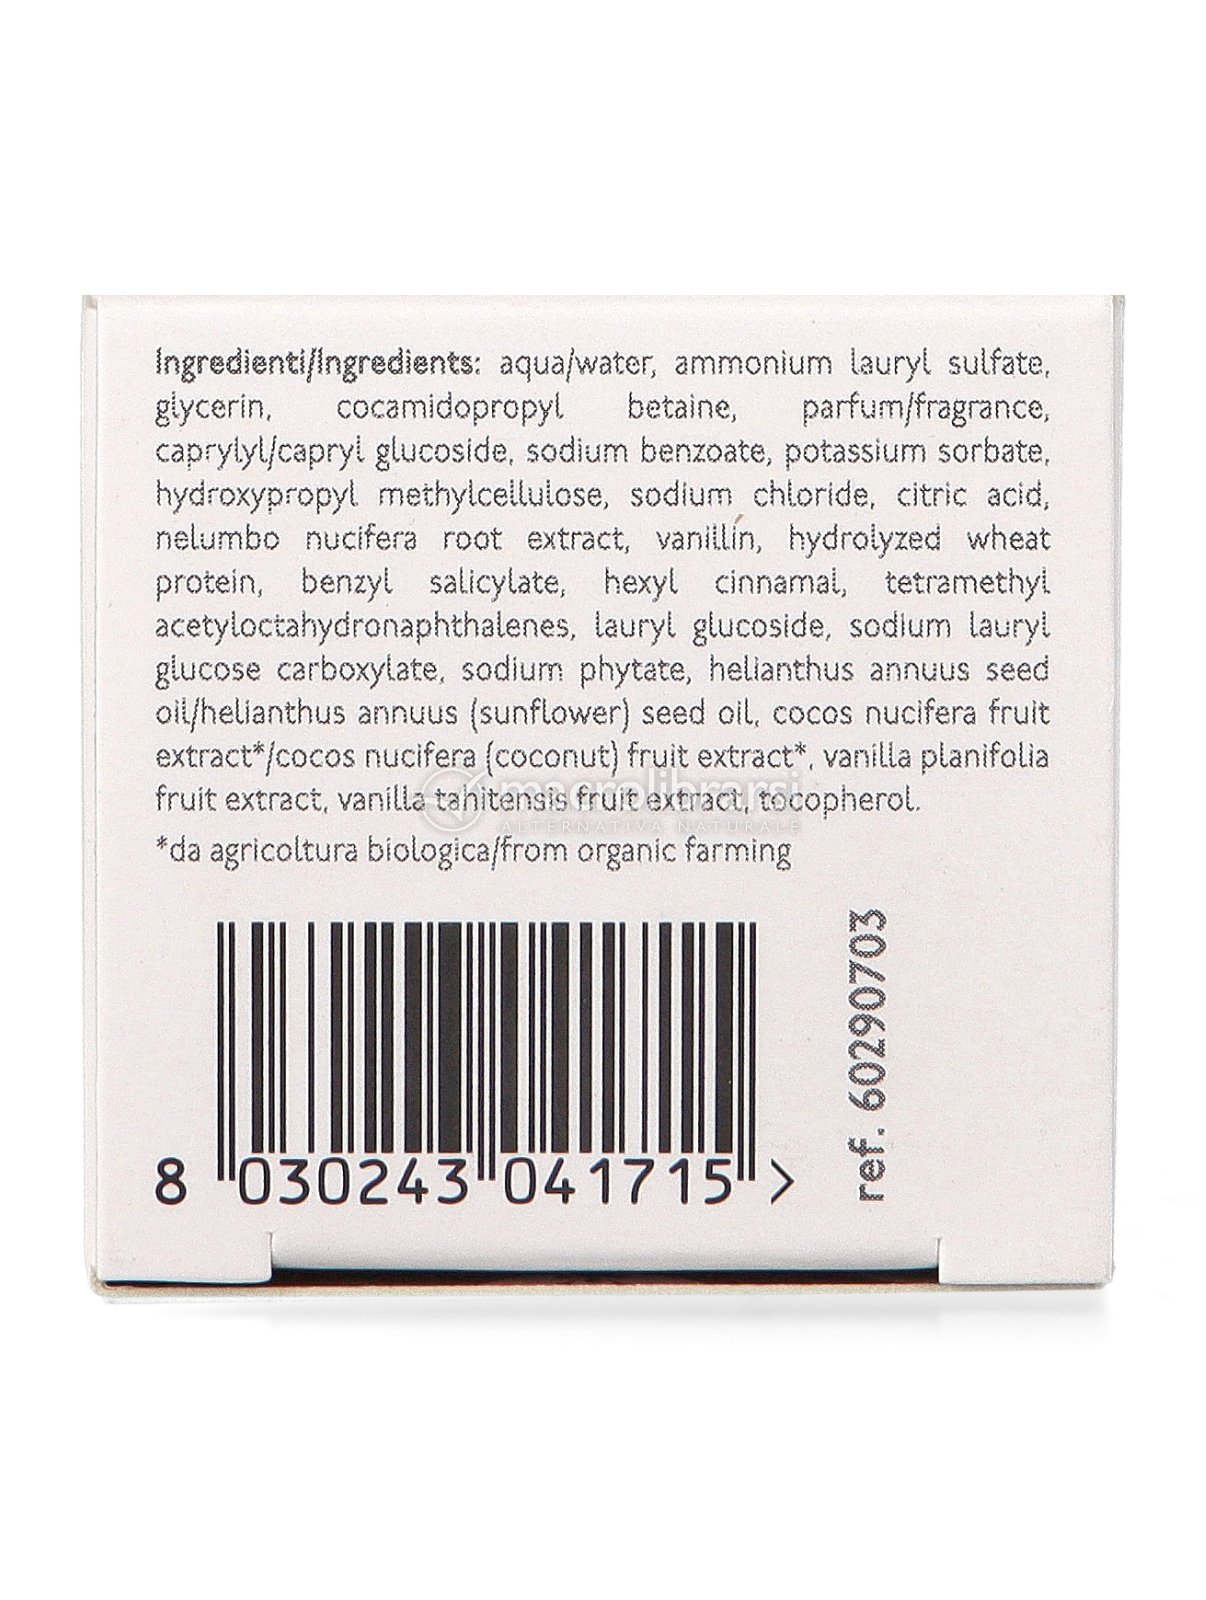 Ingredienti/Ingredients: aqua/water, ammonium lauryl sulfate,
glycerin, cocamidopropyl betaine, parfum/fragrance,
caprylyl/capryl glucoside, sodium benzoate, potassium sorbate,
hydroxypropyl methylcellulose, sodium chloride, citric acid,
nelumbo nucifera root extract, vanillin, hydrolyzed wheat
protein, benzyl salicylate, hexyl cinnamal, tetramethyl
acetyloctahydronaphthalenes, lauryl glucoside, sodium lauryl
glucose carboxylate, sodium phytate, helianthus annuus seed
oil/helianthus annuus (sunflower) seed oil, cocos nucifera fruit
extract*/cocos nucifera (coconut) fruit extract*, vanilla planifolia
fruit extract, vanilla tahitensis fruit extract, tocopherol.
macrolibrarsi
ALTERNATIVA NATURALE
*da agricoltura biologica/from organic farming
8 030243 041715 >
ref. 60290703